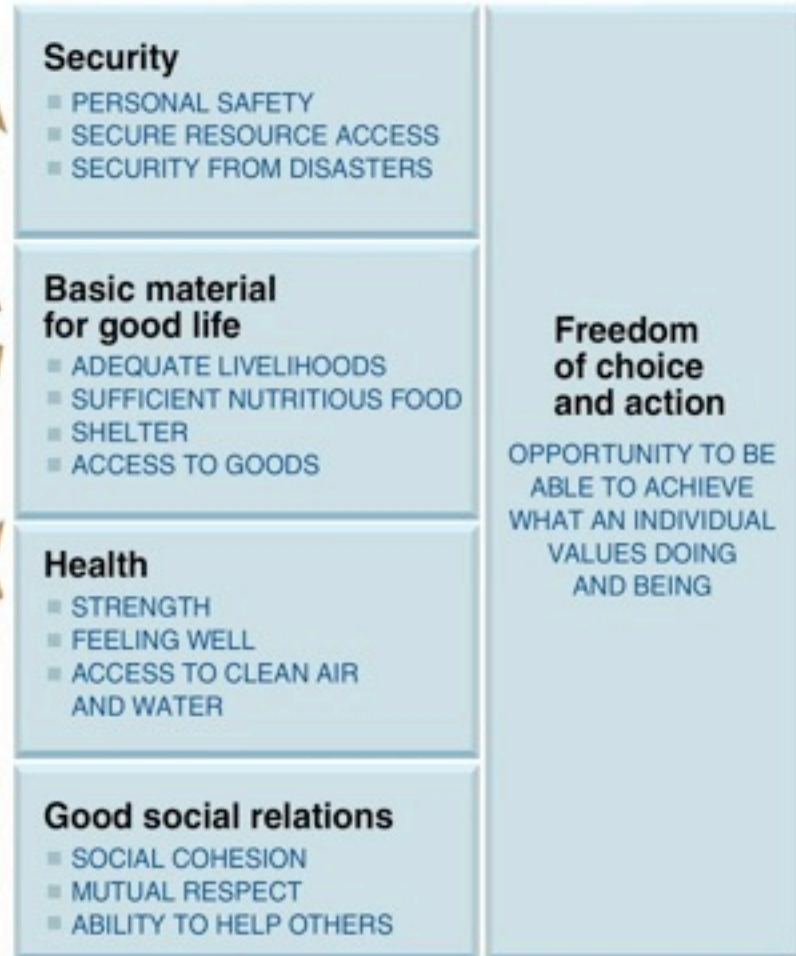 Security
PERSONAL SAFETY
SECURE RESOURCE ACCESS
SECURITY FROM DISASTERS
Basic material
for good life
ADEQUATE LIVELIHOODS
SUFFICIENT NUTRITIOUS FOOD
SHELTER
ACCESS TO GOODS
Health
STRENGTH
FEELING WELL
ACCESS TO CLEAN AIR
AND WATER
Good social relations
SOCIAL COHESION
MUTUAL RESPECT
ABILITY TO HELP OTHERS
Freedom
of choice
and action
OPPORTUNITY TO BE
ABLE TO ACHIEVE
WHAT AN INDIVIDUAL
VALUES DOING
AND BEING